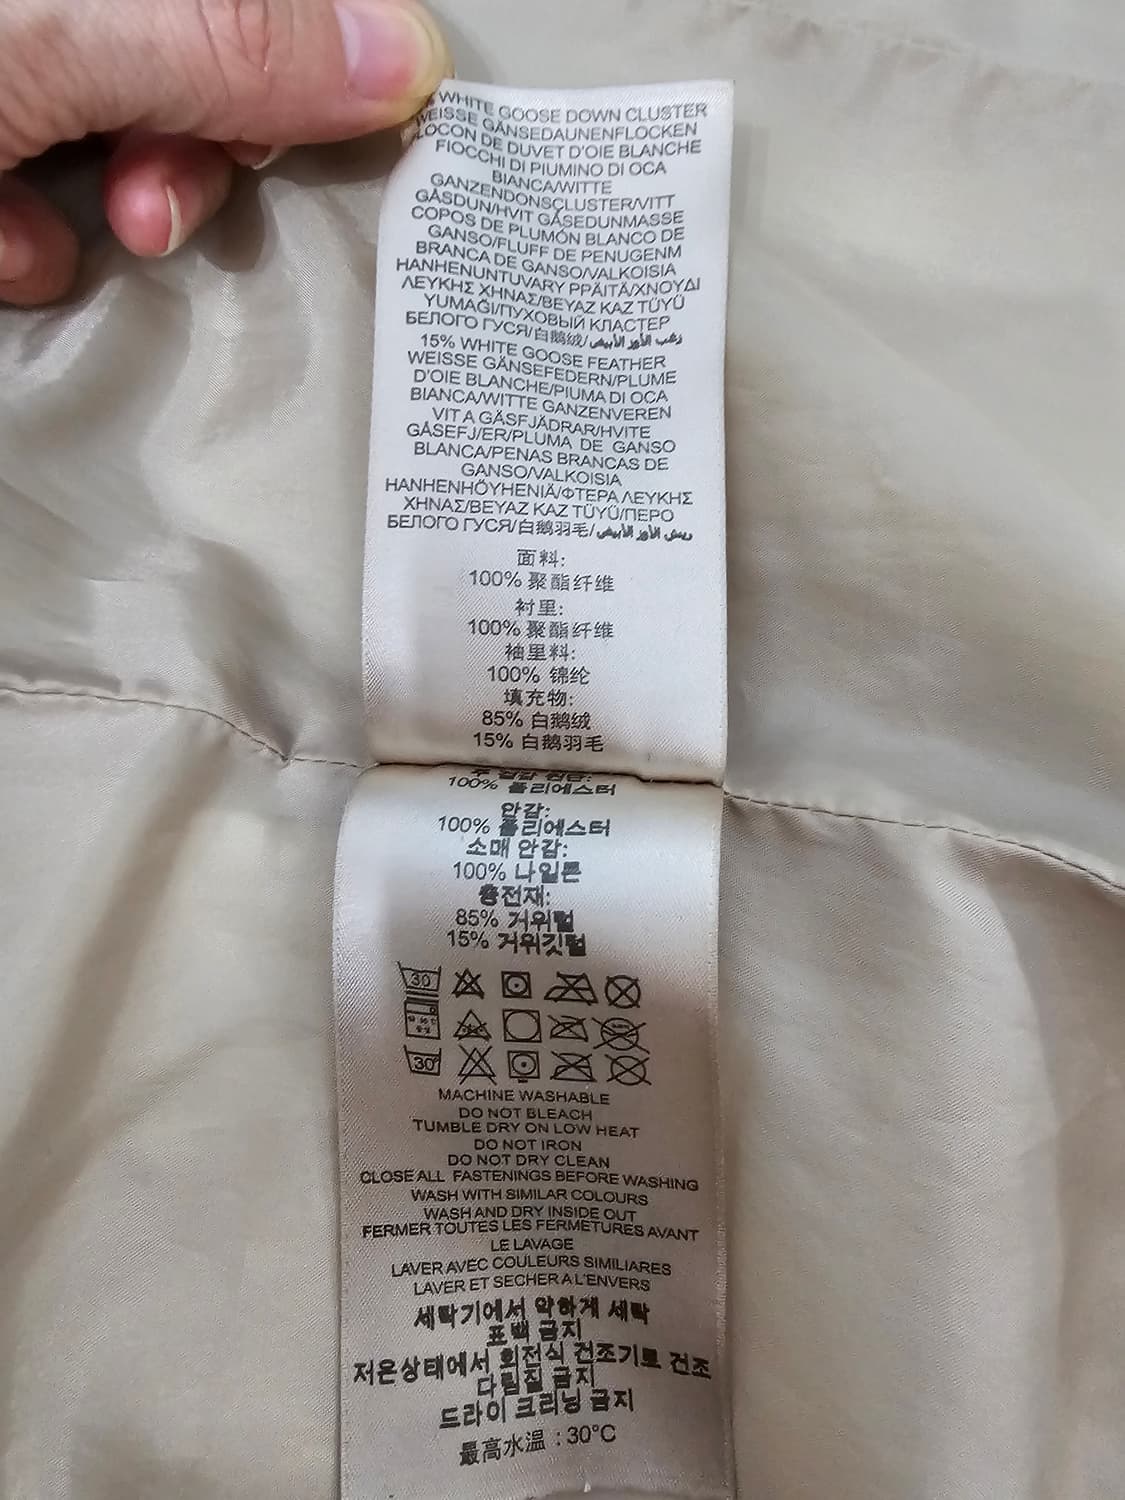 WHITE GOOSE DOWN CLUSTER
WEISSE GÄNSEDAUNENFLOCKEN
FLOCON DE DUVET D'OIE BLANCHE
FIOCCHI DI PIUMINO DI OCA
BIANCA/WITTE
GANZENDONSCLUSTER/VITT
GÅSDUN/HVIT GÅSEDUNMASSE
COPOS DE PLUMÓN BLANCO DE
GANSO/FLUFF DE PENUGENM
BRANCA DE GANSO/VALKOISIA
HANHENUNTUVARY PPÄITÄ/ΧΝΟΥΔΙ
ΛΕΥΚΗΣ ΧΗΝΑΣ/BEYAZ KAZ TÜYÜ
YUMAĞI/ПУХОВЫЙ КЛАСТЕР
БЕЛОГО ГУСЯ/白鹅绒/زغب الأوز الأبيض
15% WHITE GOOSE FEATHER
WEISSE GÄNSEFEDERN/PLUME
D'OIE BLANCHE/PIUMA DI OCA
BIANCA/WITTE GANZENVEREN
VIT A GÅSFJÄDRAR/HVITE
GÅSEFJ/ER/PLUMA DE GANSO
BLANCA/PENAS BRANCAS DE
GANSO/VALKOISIA
HANHENHÖYHENIÄ/ΦΤΕΡΑ ΛΕΥΚΗΣ
ΧΗΝΑΣ/BEYAZ KAZ TÜYÜ/ПЕРО
БЕЛОГО ГУСЯ/白鹅羽毛/ريش الأوز الأبيض
面料:
100% 聚酯纤维
衬里:
100% 聚酯纤维
袖里料:
100% 锦纶
填充物:
85% 白鹅绒
15% 白鹅羽毛
100% 폴리에스터
안감:
100% 폴리에스터
소매 안감:
100% 나일론
충전재:
85% 거위털
15% 거위깃털
30
30
MACHINE WASHABLE
DO NOT BLEACH
TUMBLE DRY ON LOW HEAT
DO NOT IRON
DO NOT DRY CLEAN
CLOSE ALL FASTENINGS BEFORE WASHING
WASH WITH SIMILAR COLOURS
WASH AND DRY INSIDE OUT
FERMER TOUTES LES FERMETURES AVANT
LE LAVAGE
LAVER AVEC COULEURS SIMILIARES
LAVER ET SECHER A L'ENVERS
세탁기에서 약하게 세탁
표백 금지
저온상태에서 회전식 건조기로 건조
다림질 금지
드라이 크리닝 금지
最高水温 : 30°C